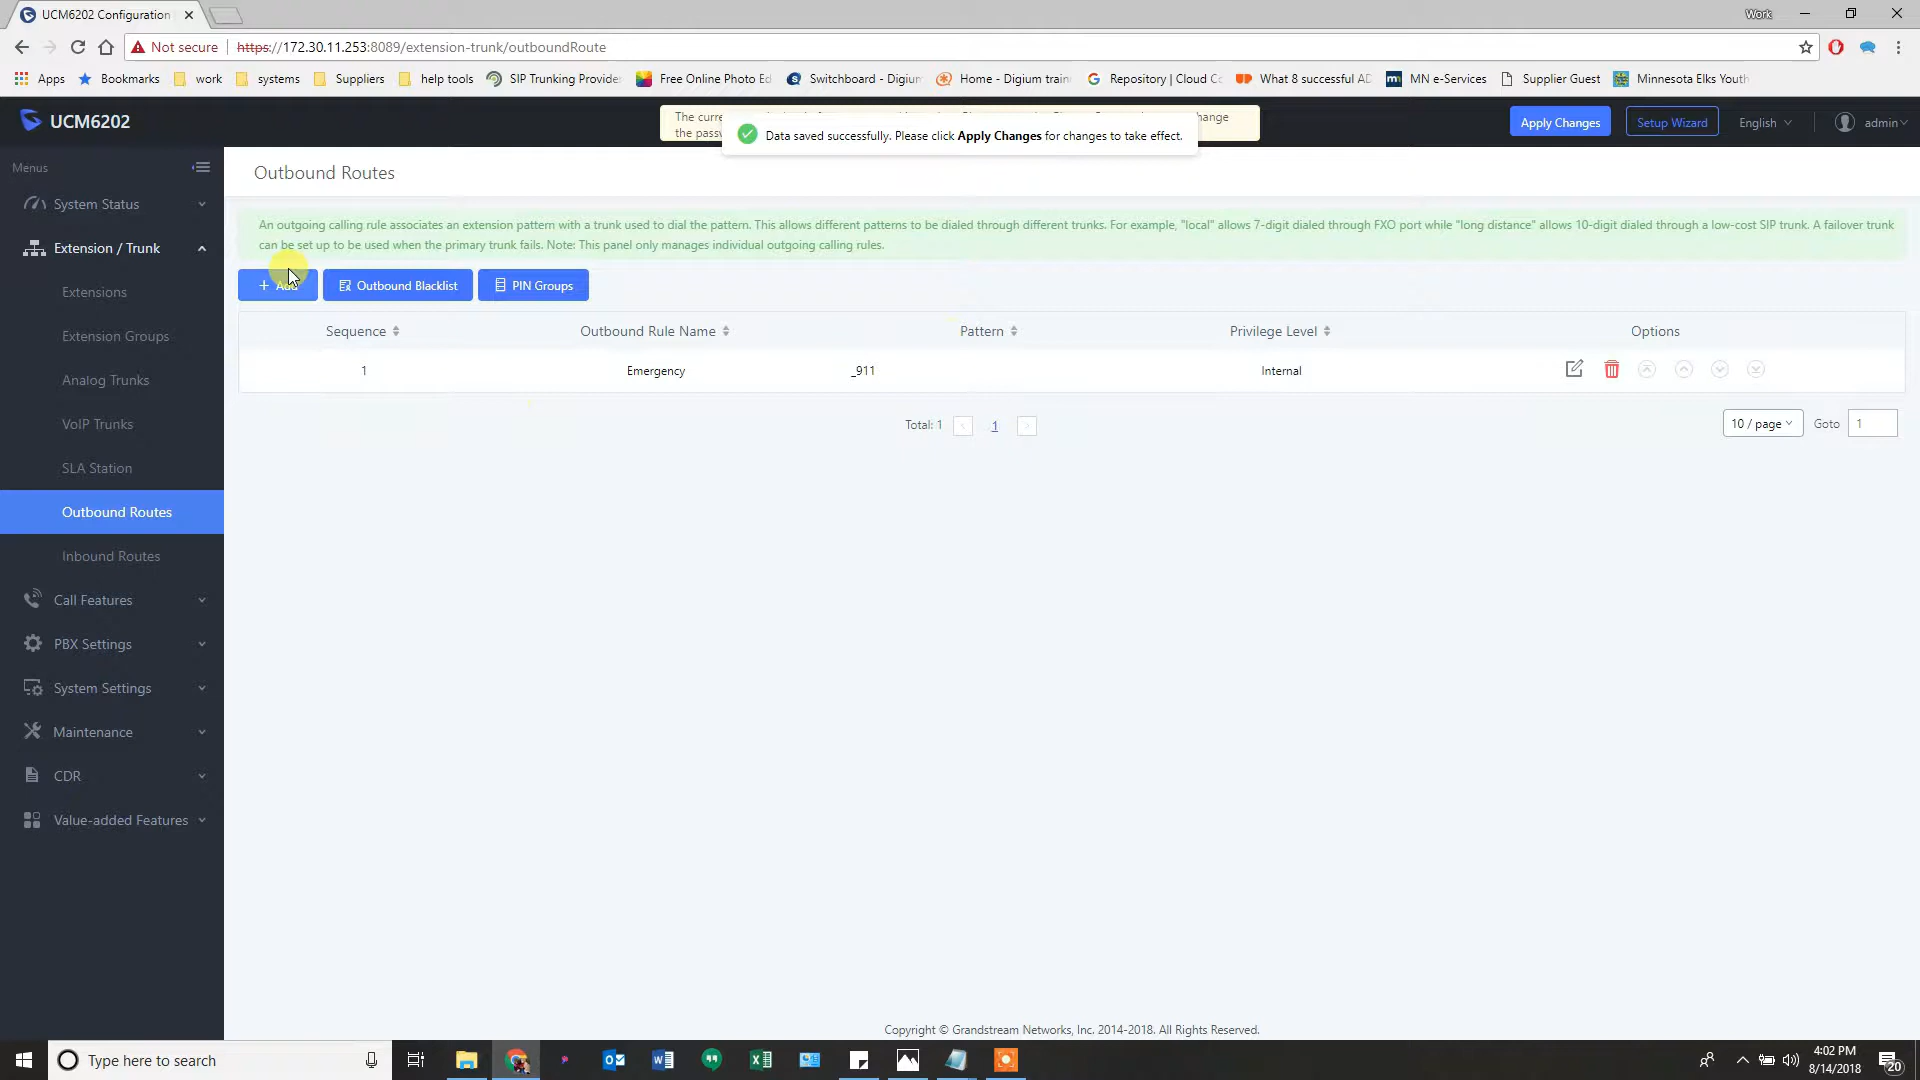 UCM6202 Configuration
Work
Not secure
https://172.30.11.253:8089/extension-trunk/outboundRoute
Apps
Bookmarks
work
systems
Suppliers
help tools
SIP Trunking Provide
Free Online Photo Ed
Switchboard - Digium
Home - Digium train
Repository | Cloud Co
What 8 successful AD
MN e-Services
Supplier Guest
Minnesota Elks Youth
UCM6202
The curre
the passw
Data saved successfully. Please click Apply Changes for changes to take effect.
Apply Changes
Setup Wizard
English
admin
Menus
System Status
Extension / Trunk
Extensions
Extension Groups
Analog Trunks
VoIP Trunks
SLA Station
Outbound Routes
Inbound Routes
Call Features
PBX Settings
System Settings
Maintenance
CDR
Value-added Features
Outbound Routes
An outgoing calling rule associates an extension pattern with a trunk used to dial the pattern. This allows different patterns to be dialed through different trunks. For example, "local" allows 7-digit dialed through FXO port while "long distance" allows 10-digit dialed through a low-cost SIP trunk. A failover trunk
can be set up to be used when the primary trunk fails. Note: This panel only manages individual outgoing calling rules.
+ Add
Outbound Blacklist
PIN Groups
Sequence
Outbound Rule Name
Pattern
Privilege Level
Options
1
Emergency
_911
Internal
Total: 1
1
10 / page
Goto
1
Copyright © Grandstream Networks, Inc. 2014-2018. All Rights Reserved.
Type here to search
4:02 PM
8/14/2018
20